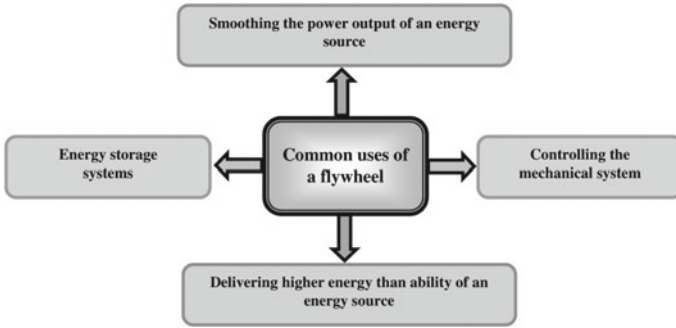 Smoothing the power output of an energy
source
Energy storage
systems
Common uses of
a flywheel
Controlling the
mechanical system
Delivering higher energy than ability of an
energy source